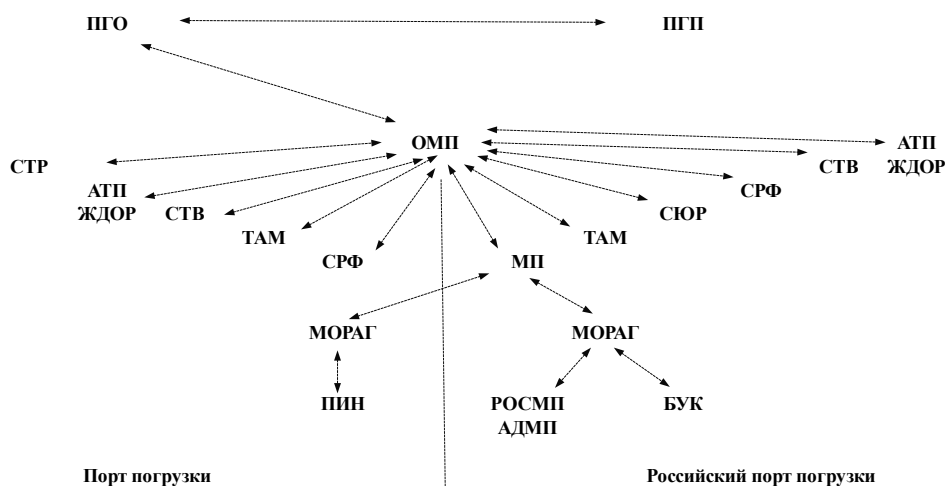 ПГО ПГП
ОМП
СТР
АТП
ЖДОР
СТВ
ТАМ
СРФ
МП
ТАМ
СЮР
СРФ
СТВ
АТП
ЖДОР
МОРАГ МОРАГ
ПИН
РОСМП
АДМП
БУК
Порт погрузки Российский порт погрузки